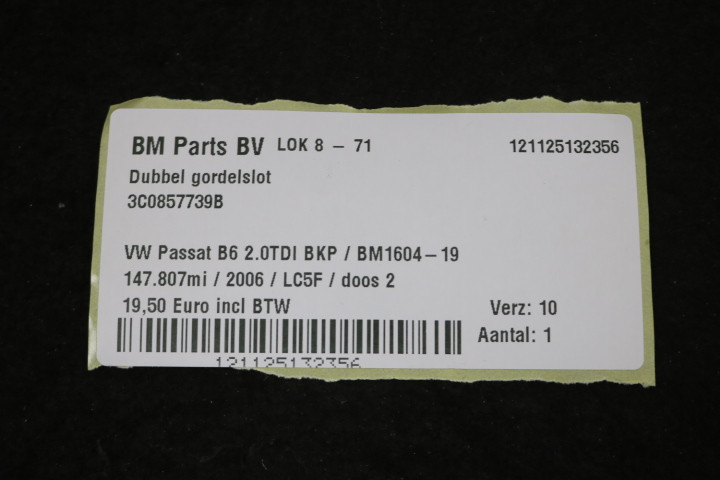 BM Parts BV LOK 8 – 71 121125132356
Dubbel gordelslot
3C0857739B
VW Passat B6 2.0TDI BKP / BM1604–19
147.807mi / 2006 / LC5F / doos 2
19,50 Euro incl BTW Verz: 10
Aantal: 1
121125132356